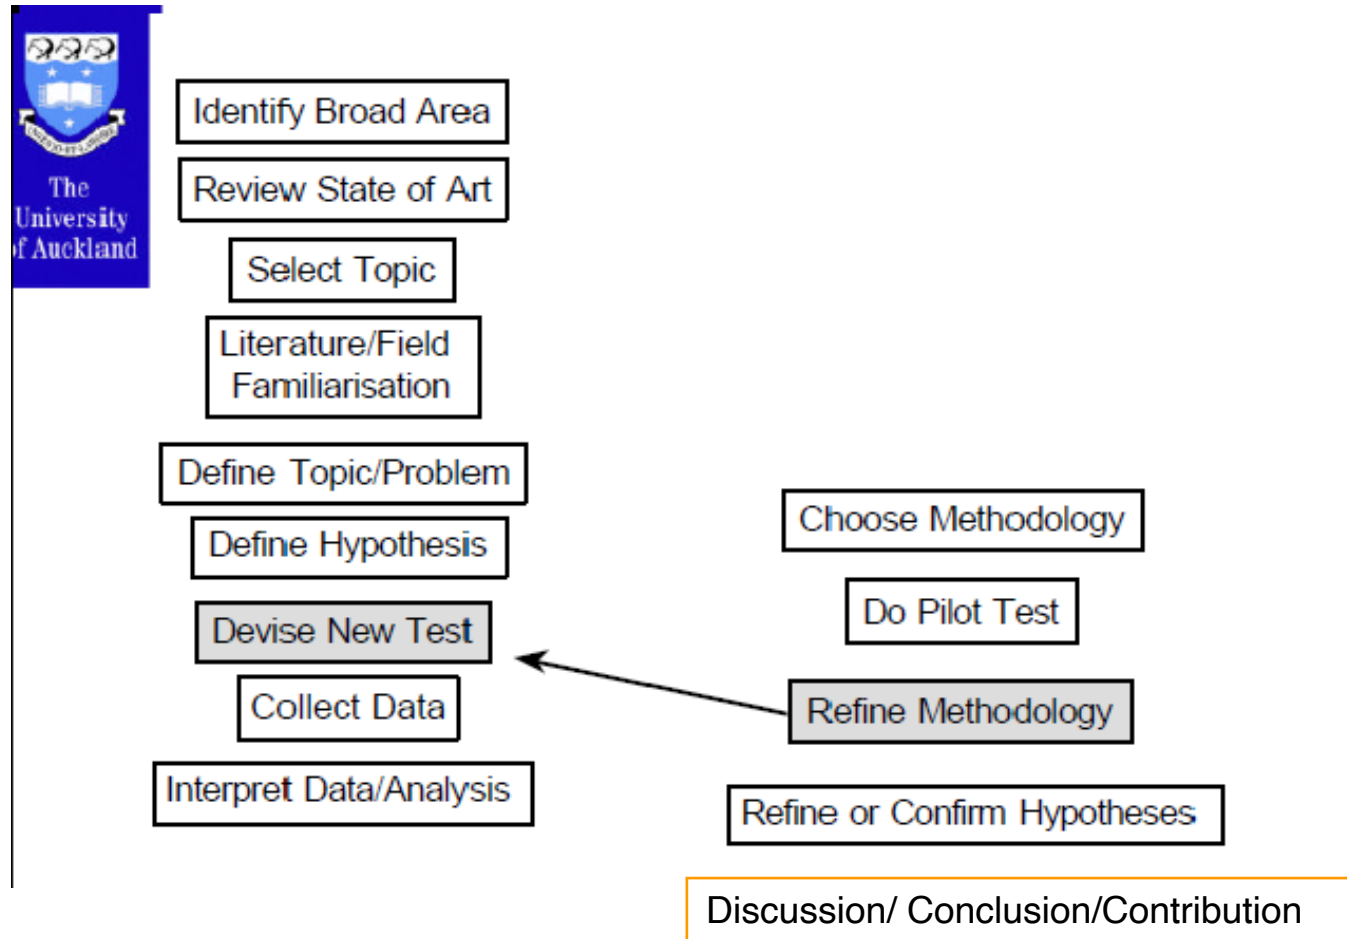 The
University
of Auckland
Identify Broad Area
Review State of Art
Select Topic
Literature/Field
Familiarisation
Define Topic/Problem
Define Hypothesis
Devise New Test
Collect Data
Interpret Data/Analysis
Choose Methodology
Do Pilot Test
Refine Methodology
Refine or Confirm Hypotheses
Discussion/ Conclusion/Contribution